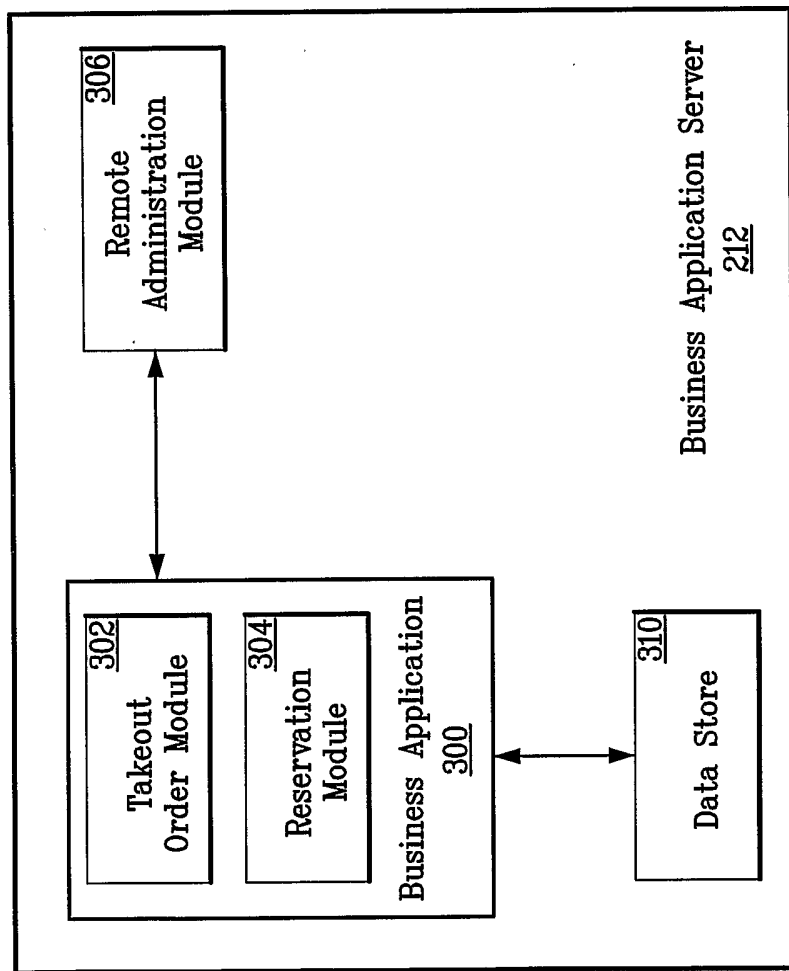 302
Takeout
Order Module
304
Reservation
Module
Business Application
300
306
Remote
Administration
Module
310
Data Store
Business Application Server
212